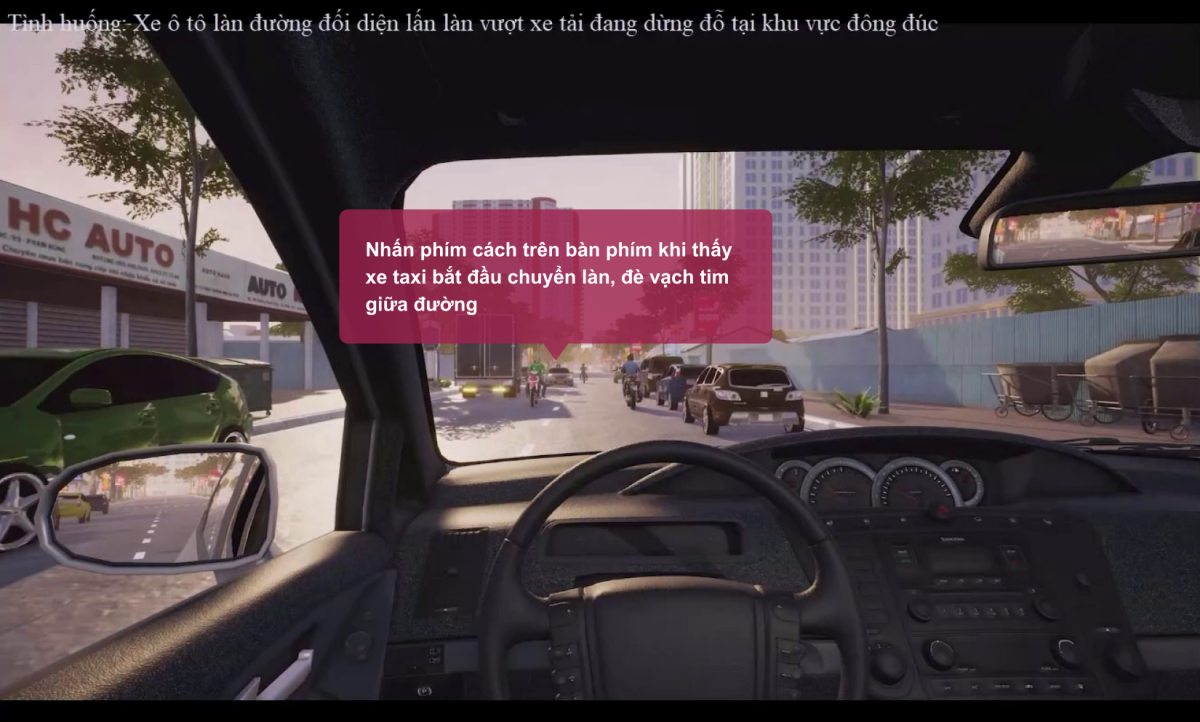 Tình huống: Xe ô tô làn đường đối diện lấn làn vượt xe tải đang dừng đỗ tại khu vực đông đúc
Nhấn phím cách trên bàn phím khi thấy
xe taxi bắt đầu chuyển làn, đè vạch tim
giữa đường
HC AUTO
AUTO